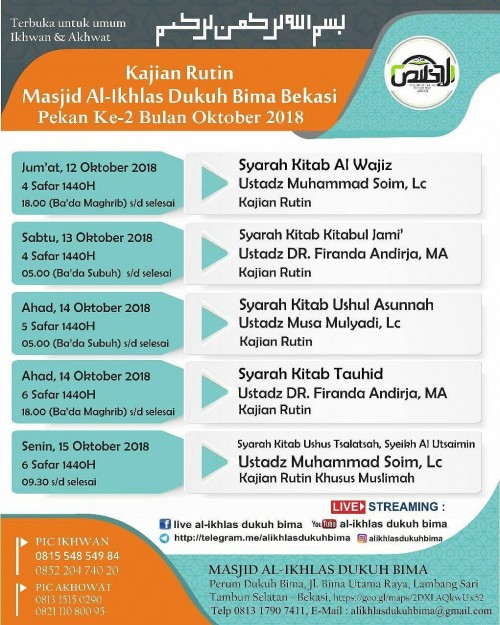 Terbuka untuk umum
Ikhwan & Akhwat
بسم الله الرحمن الرحيم
الإخلاص
Kajian Rutin
Masjid Al-Ikhlas Dukuh Bima Bekasi
Pekan Ke-2 Bulan Oktober 2018
Jum'at, 12 Oktober 2018
4 Safar 1440H
18.00 (Ba'da Maghrib) s/d selesai
Syarah Kitab Al Wajiz
Ustadz Muhammad Soim, Lc
Kajian Rutin
Sabtu, 13 Oktober 2018
4 Safar 1440H
05.00 (Ba'da Subuh) s/d selesai
Syarah Kitab Kitabul Jami'
Ustadz DR. Firanda Andirja, MA
Kajian Rutin
Ahad, 14 Oktober 2018
5 Safar 1440H
05.00 (Ba'da Subuh) s/d selesai
Syarah Kitab Ushul Asunnah
Ustadz Musa Mulyadi, Lc
Kajian Rutin
Ahad, 14 Oktober 2018
6 Safar 1440H
18.00 (Ba'da Maghrib) s/d selesai
Syarah Kitab Tauhid
Ustadz DR. Firanda Andirja, MA
Kajian Rutin
Senin, 15 Oktober 2018
6 Safar 1440H
09.30 s/d selesai
Syarah Kitab Ushus Tsalatsah, Syeikh Al Utsaimin
Ustadz Muhammad Soim, Lc
Kajian Rutin Khusus Muslimah
LIVE STREAMING :
live al-ikhlas dukuh bima
YouTube al-ikhlas dukuh bima
http://telegram.me/alikhlasdukuhbima
alikhlasdukuhbima
PIC IKHWAN
0815 548 549 84
0852 204 740 20
PIC AKHOWAT
0813 1515 0290
0821 110 800 95
MASJID AL-IKHLAS DUKUH BIMA
Perum Dukuh Bima, Jl. Bima Utama Raya, Lambang Sari
Tambun Selatan - Bekasi, https://goo.gl/maps/2DXLAQkwUx52
Telp 0813 1790 7411, E-Mail : alikhlasdukuhbima@gmail.com